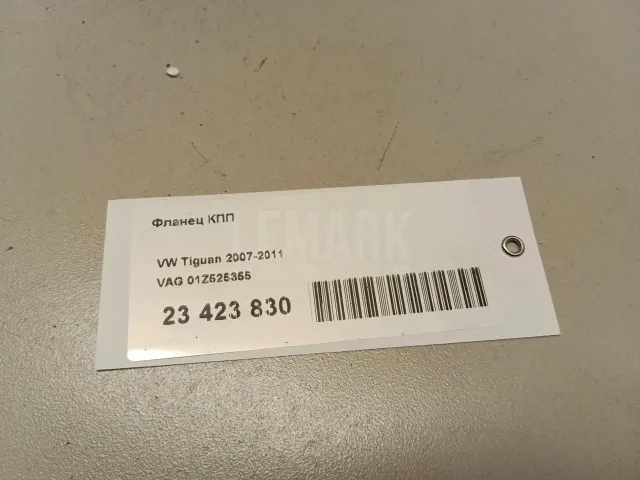 Фланец КПП
LEMARK
VW Tiguan 2007-2011
VAG 01Z525355
23 423 830